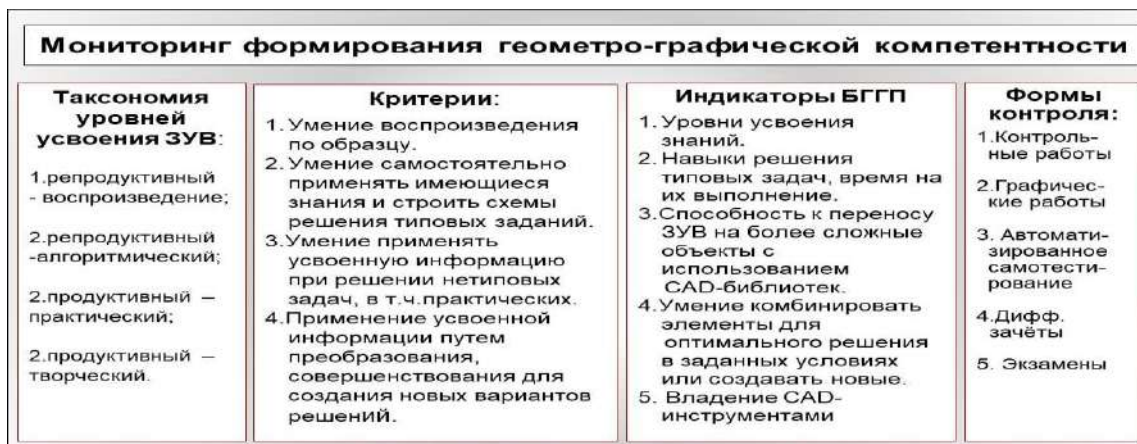 Мониторинг формирования геометро-графической компетентности
Таксономия
уровней
усвоения ЗУВ:
1.репродуктивный
- воспроизведение;
2.репродуктивный
-алгоритмический;
2.продуктивный –
практический;
2.продуктивный –
творческий.
Критерии:
1. Умение воспроизведения
по образцу.
2. Умение самостоятельно
применять имеющиеся
знания и строить схемы
решения типовых заданий.
3.Умение применять
усвоенную информацию
при решении нетиповых
задач, в т.ч.практических.
4.Применение усвоенной
информации путем
преобразования,
совершенствования для
создания новых вариантов
решений.
Индикаторы БГГП
1. Уровни усвоения
знаний.
2. Навыки решения
типовых задач, время на
их выполнение.
3.Способность к переносу
ЗУВ на более сложные
объекты с
использованием
CAD-библиотек.
4.Умение комбинировать
элементы для
оптимального решения
в заданных условиях
или создавать новые.
5. Владение CAD-
инструментами
Формы
контроля:
1.Контроль-
ные работы
2.Графичес-
кие работы
3. Автомати-
зированное
самотести-
рование
4.Дифф.
зачёты
5. Экзамены